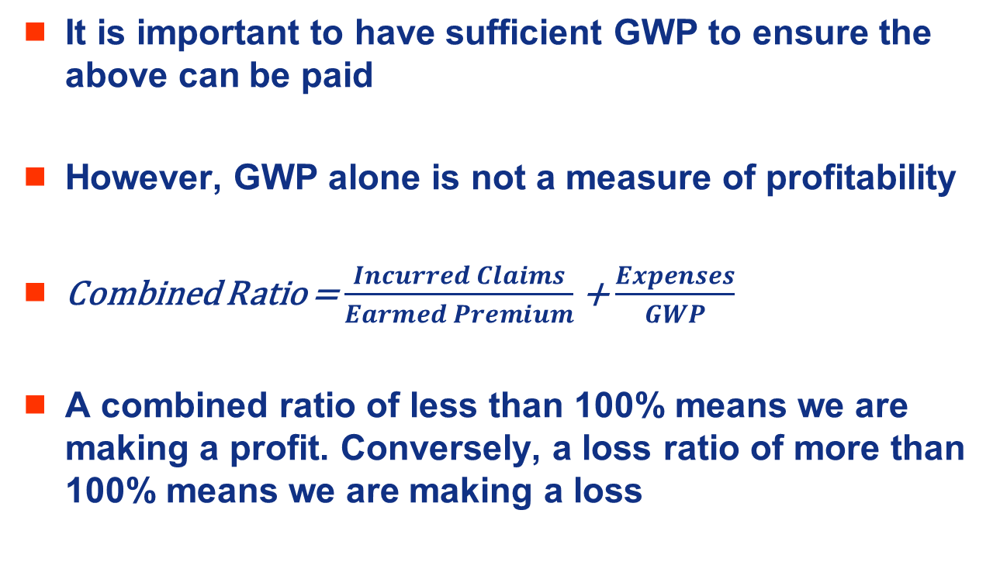 It is important to have sufficient GWP to ensure the
above can be paid
However, GWP alone is not a measure of profitability
Combined Ratio = Incurred Claims / Earmed Premium + Expenses / GWP
A combined ratio of less than 100% means we are
making a profit. Conversely, a loss ratio of more than
100% means we are making a loss